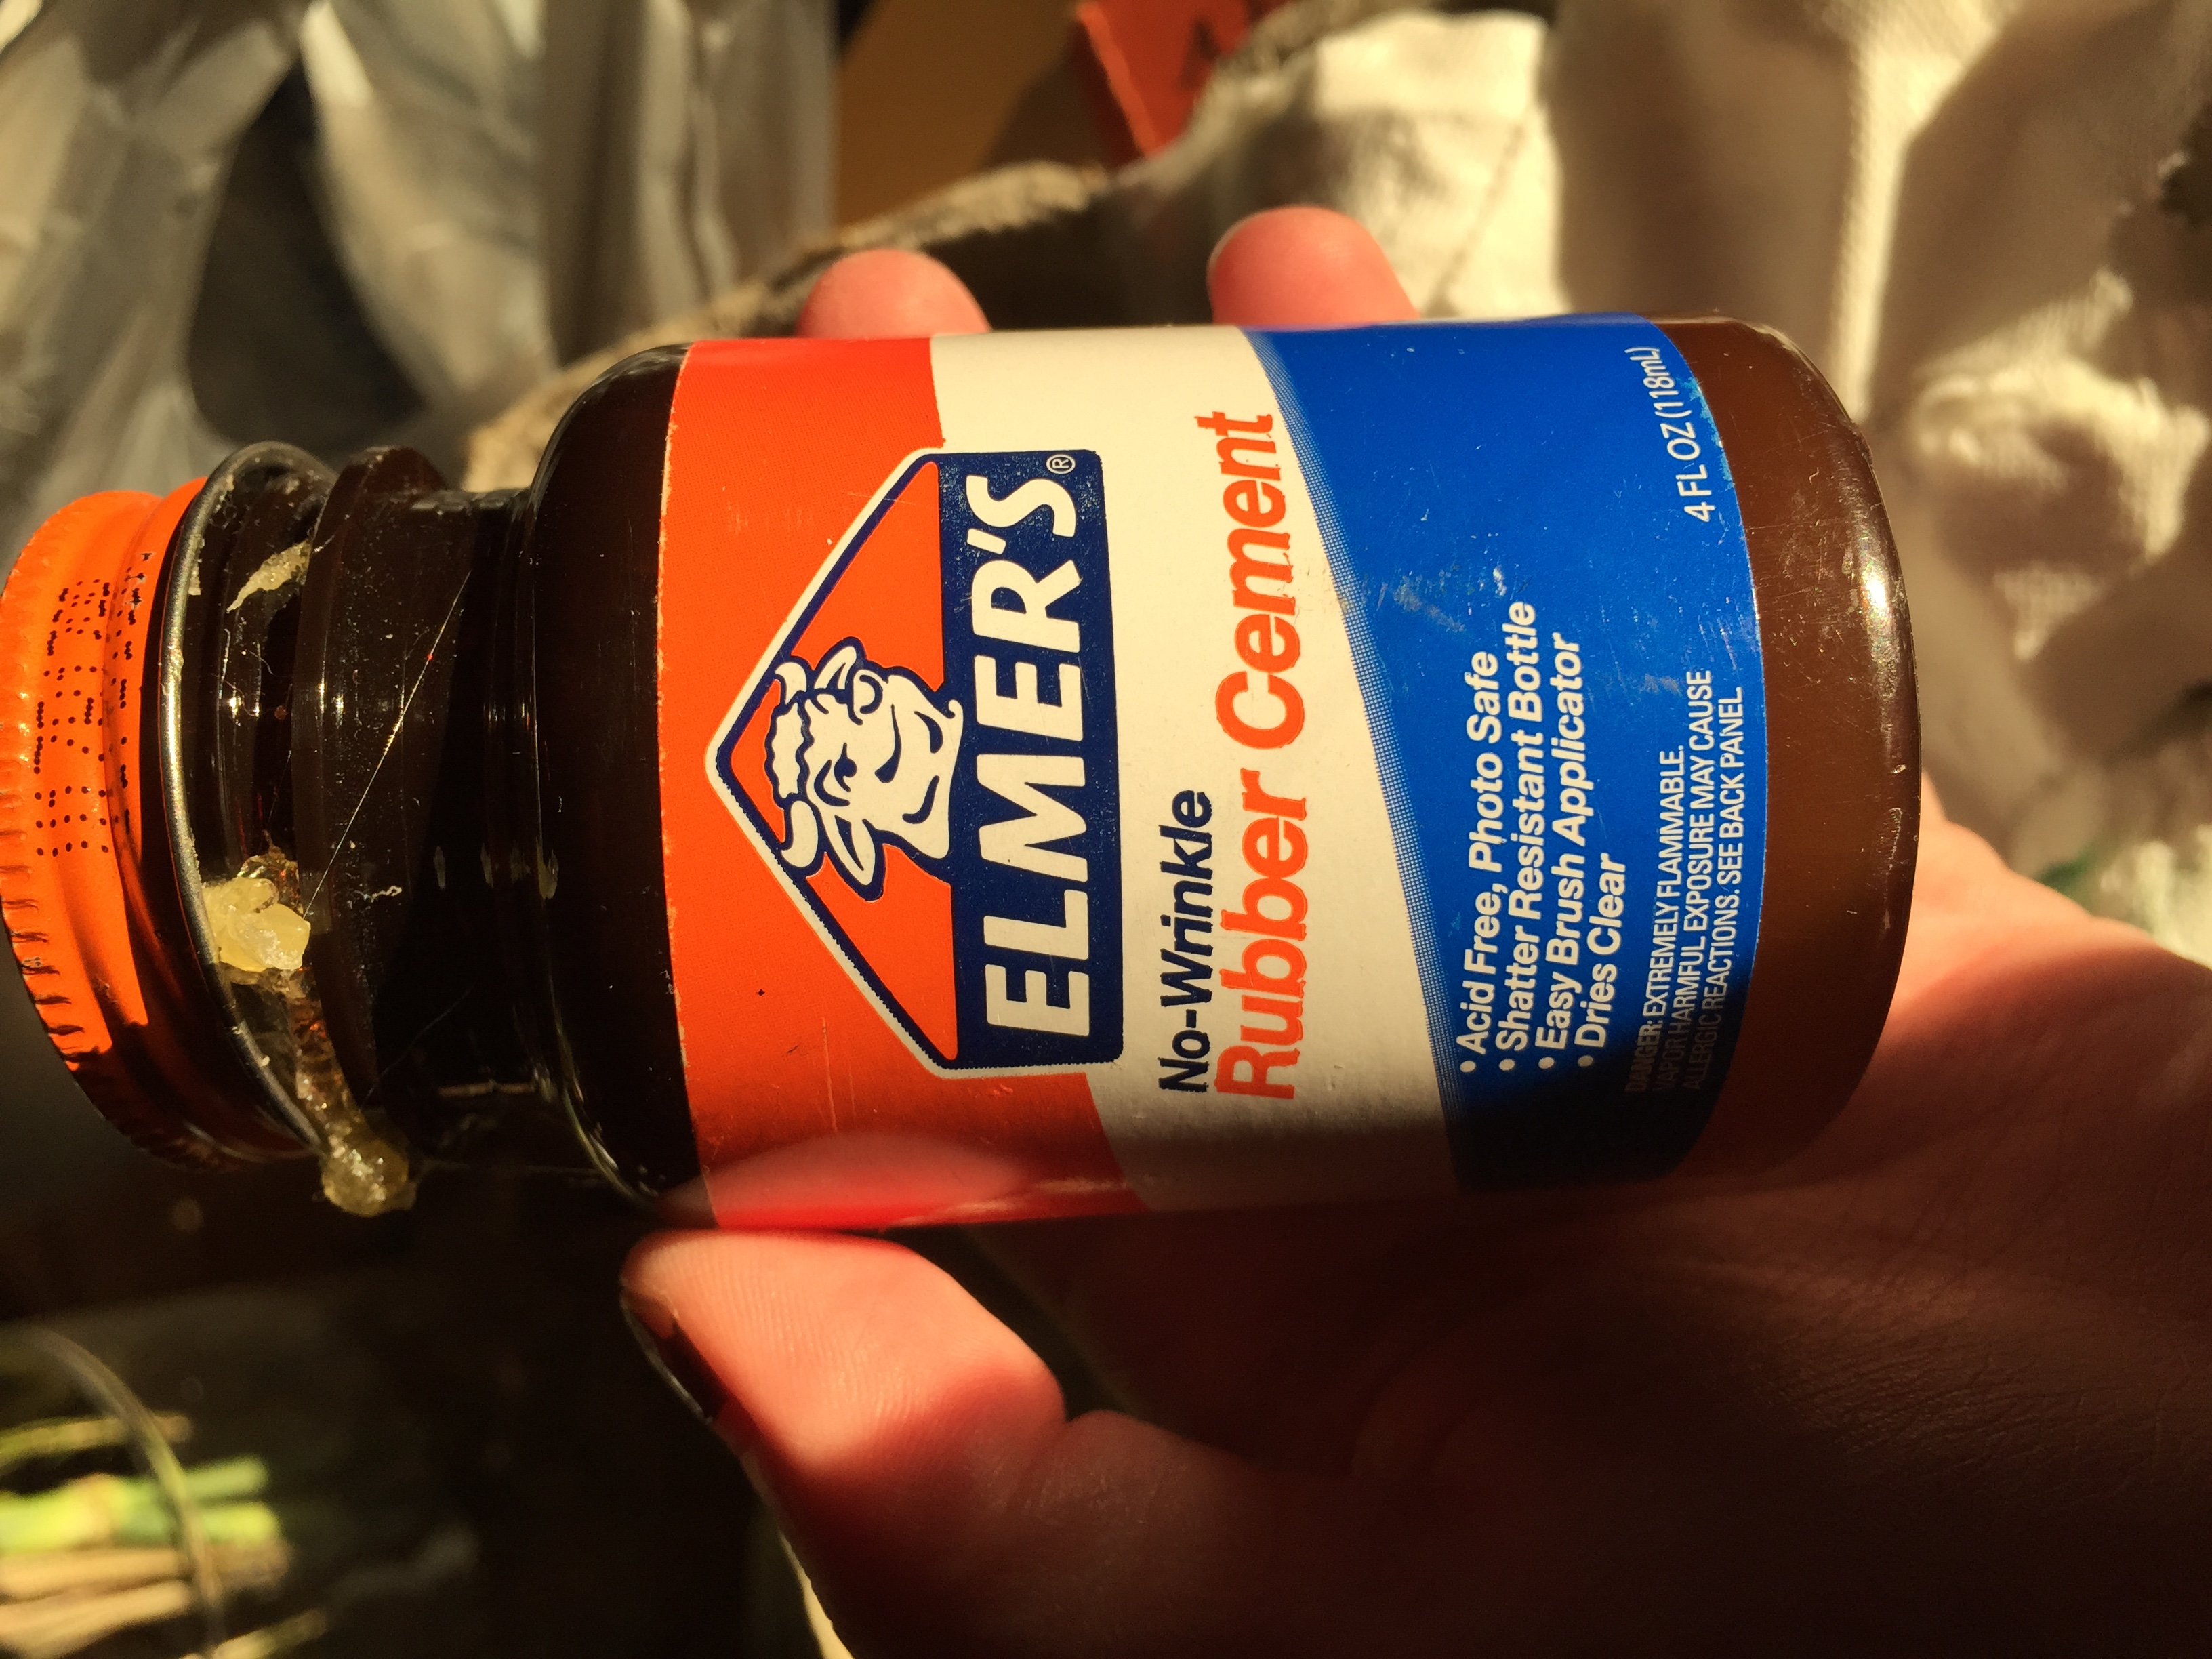 ELMER'S®
No-Wrinkle
Rubber Cement
• Acid Free, Photo Safe
• Shatter Resistant Bottle
• Easy Brush Applicator
• Dries Clear
DANGER: EXTREMELY FLAMMABLE.
VAPOR HARMFUL. EXPOSURE MAY CAUSE
ALLERGIC REACTIONS. SEE BACK PANEL
4 FL OZ (118mL)